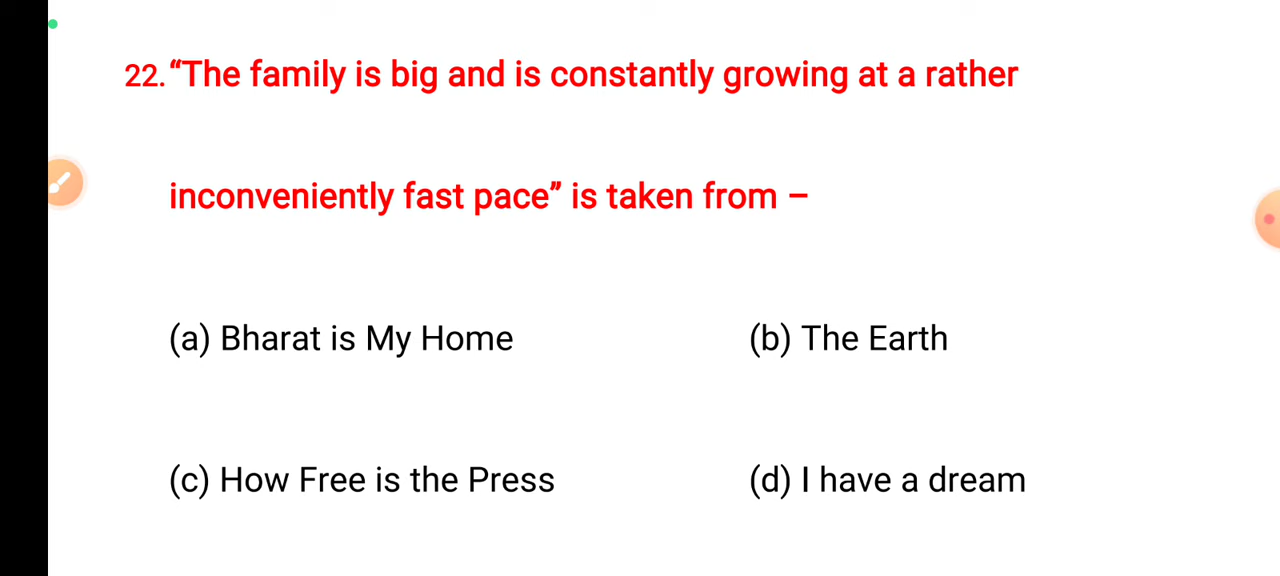 22. “The family is big and is constantly growing at a rather
inconveniently fast pace” is taken from –
(a) Bharat is My Home (b) The Earth
(c) How Free is the Press (d) I have a dream